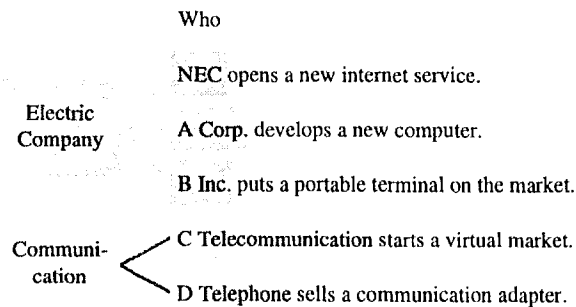 Who
NEC opens a new internet service.
Electric
Company
A Corp. develops a new computer.
B Inc. puts a portable terminal on the market.
Communi-
cation
C Telecommunication starts a virtual market.
D Telephone sells a communication adapter.